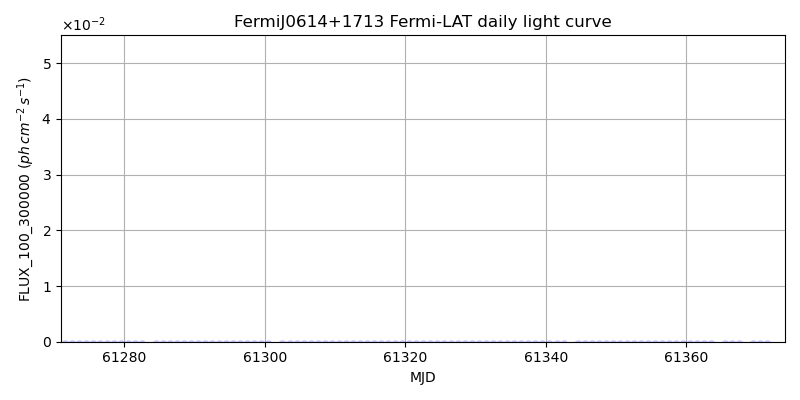 FermiJ0614+1713 Fermi-LAT daily light curve
×10⁻²
5
4
3
2
1
0
FLUX_100_300000 (ph cm⁻² s⁻¹)
61280 61300 61320 61340 61360
MJD